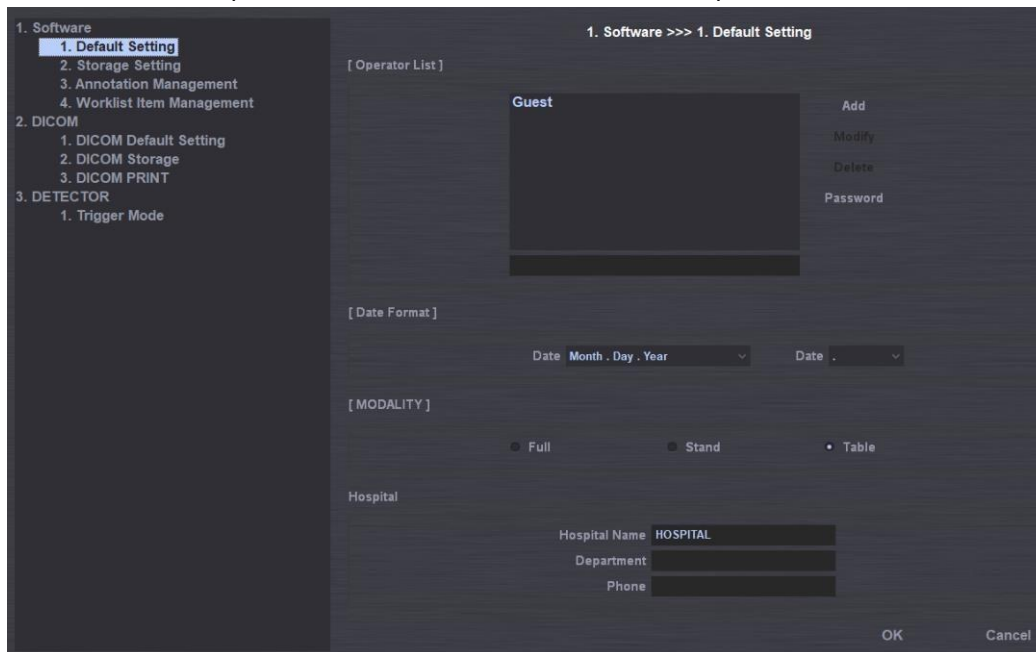 1. Software
1. Default Setting
2. Storage Setting
3. Annotation Management
4. Worklist Item Management
2. DICOM
1. DICOM Default Setting
2. DICOM Storage
3. DICOM PRINT
3. DETECTOR
1. Trigger Mode
1. Software >>> 1. Default Setting
[ Operator List ]
Guest
Add
Modify
Delete
Password
[ Date Format ]
Date Month . Day . Year Date .
[ MODALITY ]
Full Stand Table
Hospital
Hospital Name HOSPITAL
Department
Phone
OK Cancel